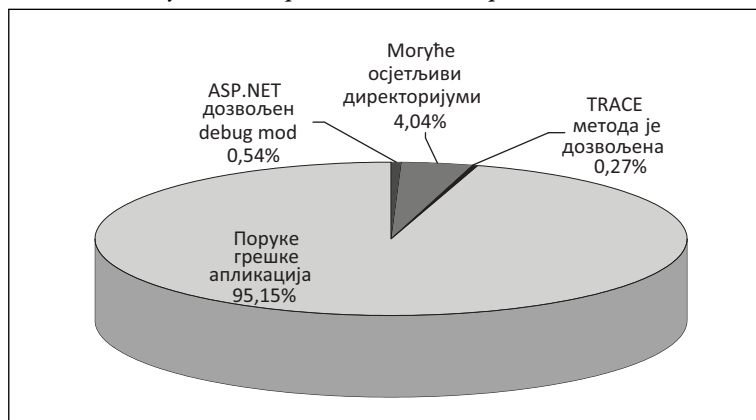 ASP.NET
дозвољен
debug mod
0,54%
Могуће
осјетљиви
директоријуми
4,04%
TRACE
метода је
дозвољена
0,27%
Поруке
грешке
апликација
95,15%